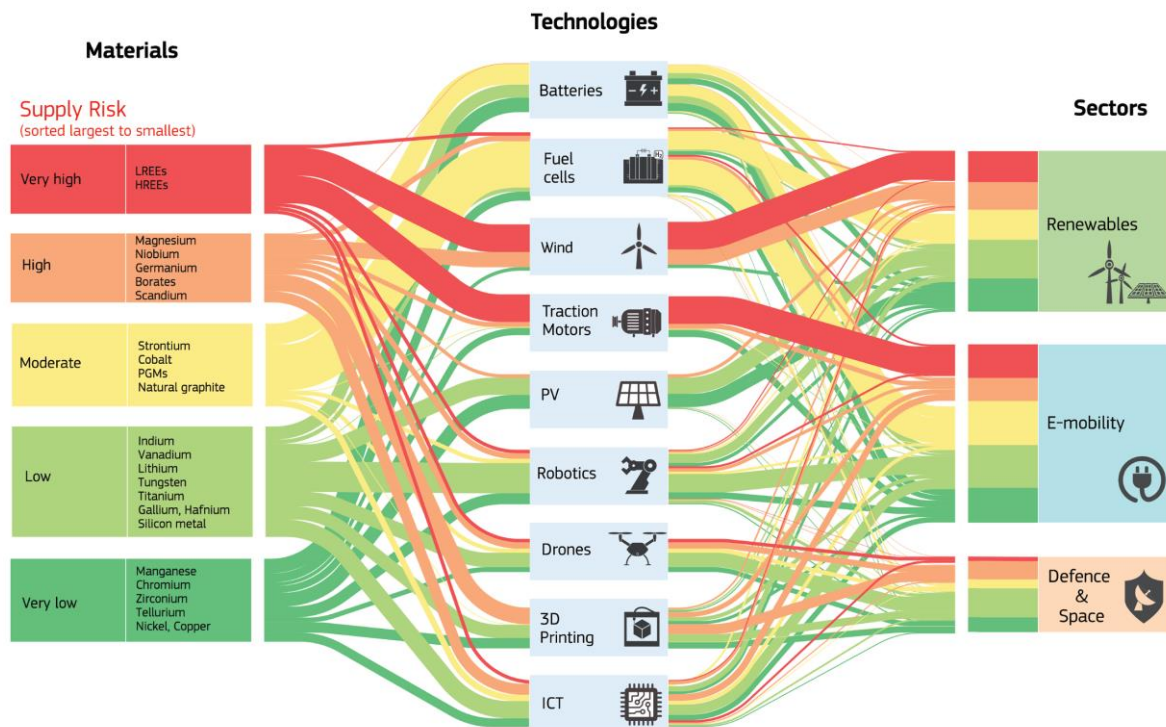 Technologies
Materials
Sectors
Supply Risk
(sorted largest to smallest)
Very high
LREEs
HREEs
High
Magnesium
Niobium
Germanium
Borates
Scandium
Moderate
Strontium
Cobalt
PGMs
Natural graphite
Low
Indium
Vanadium
Lithium
Tungsten
Titanium
Gallium, Hafnium
Silicon metal
Very low
Manganese
Chromium
Zirconium
Tellurium
Nickel, Copper
Batteries
Fuel
cells
H2
Wind
Traction
Motors
PV
Robotics
Drones
3D
Printing
ICT
Renewables
E-mobility
Defence
&
Space